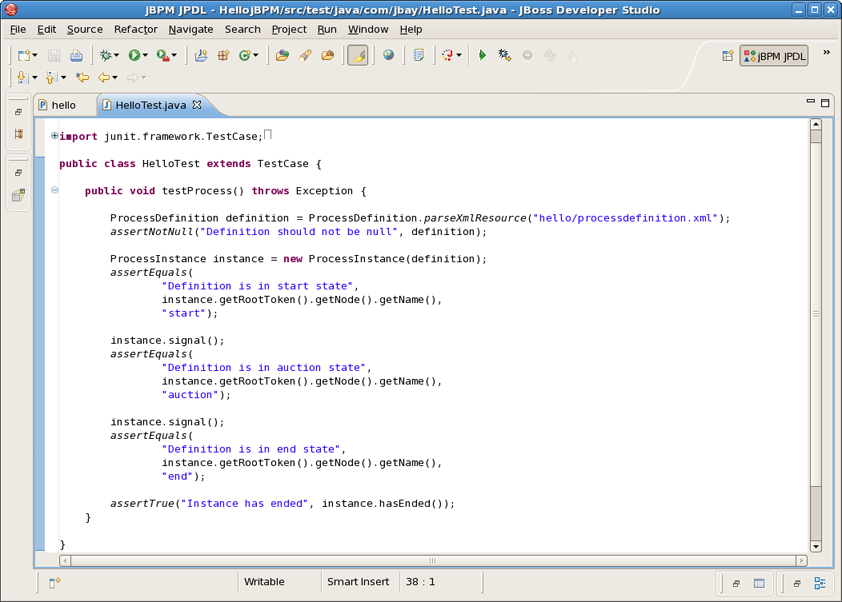 jBPM JPDL - HellojBPM/src/test/java/com/jbay/HelloTest.java - JBoss Developer Studio
File Edit Source Refactor Navigate Search Project Run Window Help
jBPM JPDL
hello HelloTest.java
import junit.framework.TestCase;
public class HelloTest extends TestCase {
public void testProcess() throws Exception {
ProcessDefinition definition = ProcessDefinition.parseXmlResource("hello/processdefinition.xml");
assertNotNull("Definition should not be null", definition);
ProcessInstance instance = new ProcessInstance(definition);
assertEquals(
"Definition is in start state",
instance.getRootToken().getNode().getName(),
"start");
instance.signal();
assertEquals(
"Definition is in auction state",
instance.getRootToken().getNode().getName(),
"auction");
instance.signal();
assertEquals(
"Definition is in end state",
instance.getRootToken().getNode().getName(),
"end");
assertTrue("Instance has ended", instance.hasEnded());
}
}
Writable Smart Insert 38 : 1